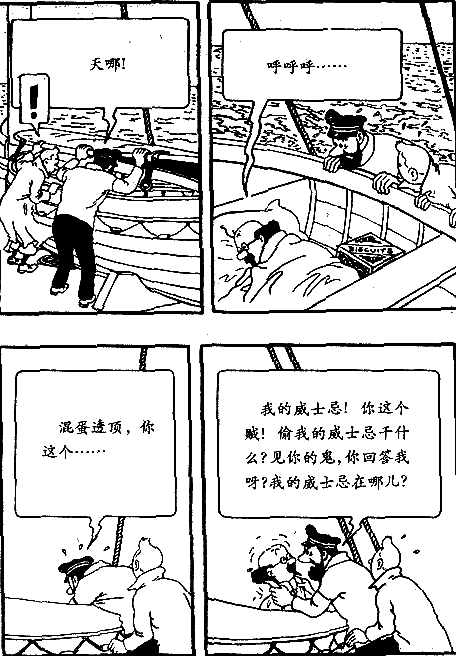 天哪！
!
呼呼呼……
BISCUITS
混蛋透顶，你
这个……
我的威士忌！你这个
贼！偷我的威士忌干什
么？见你的鬼，你回答我
呀？我的威士忌在哪儿？